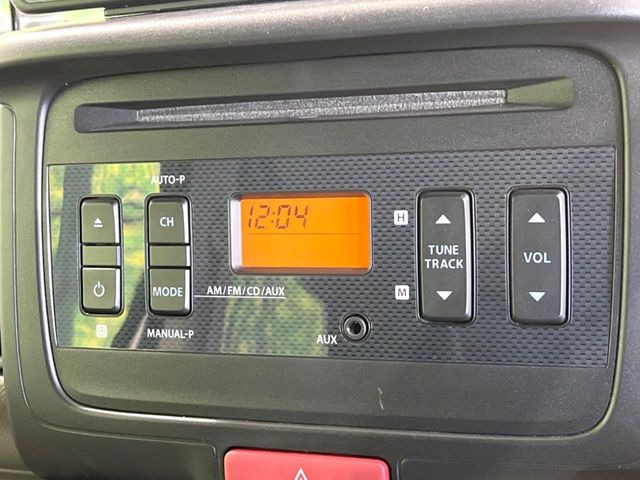 AUTO-P
CH
12:04
H
TUNE
TRACK
VOL
MODE
AM/FM/CD/AUX
M
MANUAL-P
AUX